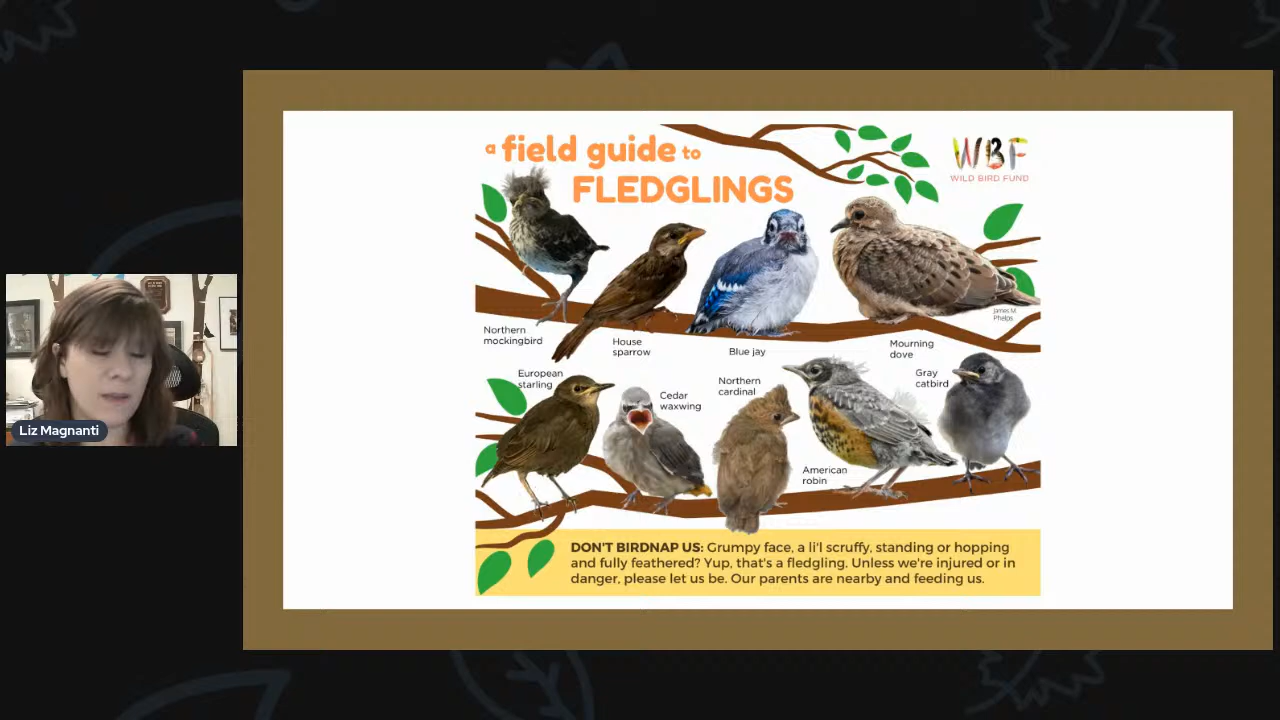 a field guide to
FLEDGLINGS
WBF
WILD BIRD FUND
James M.
Phelps
Northern
mockingbird
House
sparrow
Blue jay
Mourning
dove
European
starling
Cedar
waxwing
Northern
cardinal
American
robin
Gray
catbird
Liz Magnanti
DON'T BIRDNAP US: Grumpy face, a li'l scruffy, standing or hopping
and fully feathered? Yup, that's a fledgling. Unless we're injured or in
danger, please let us be. Our parents are nearby and feeding us.